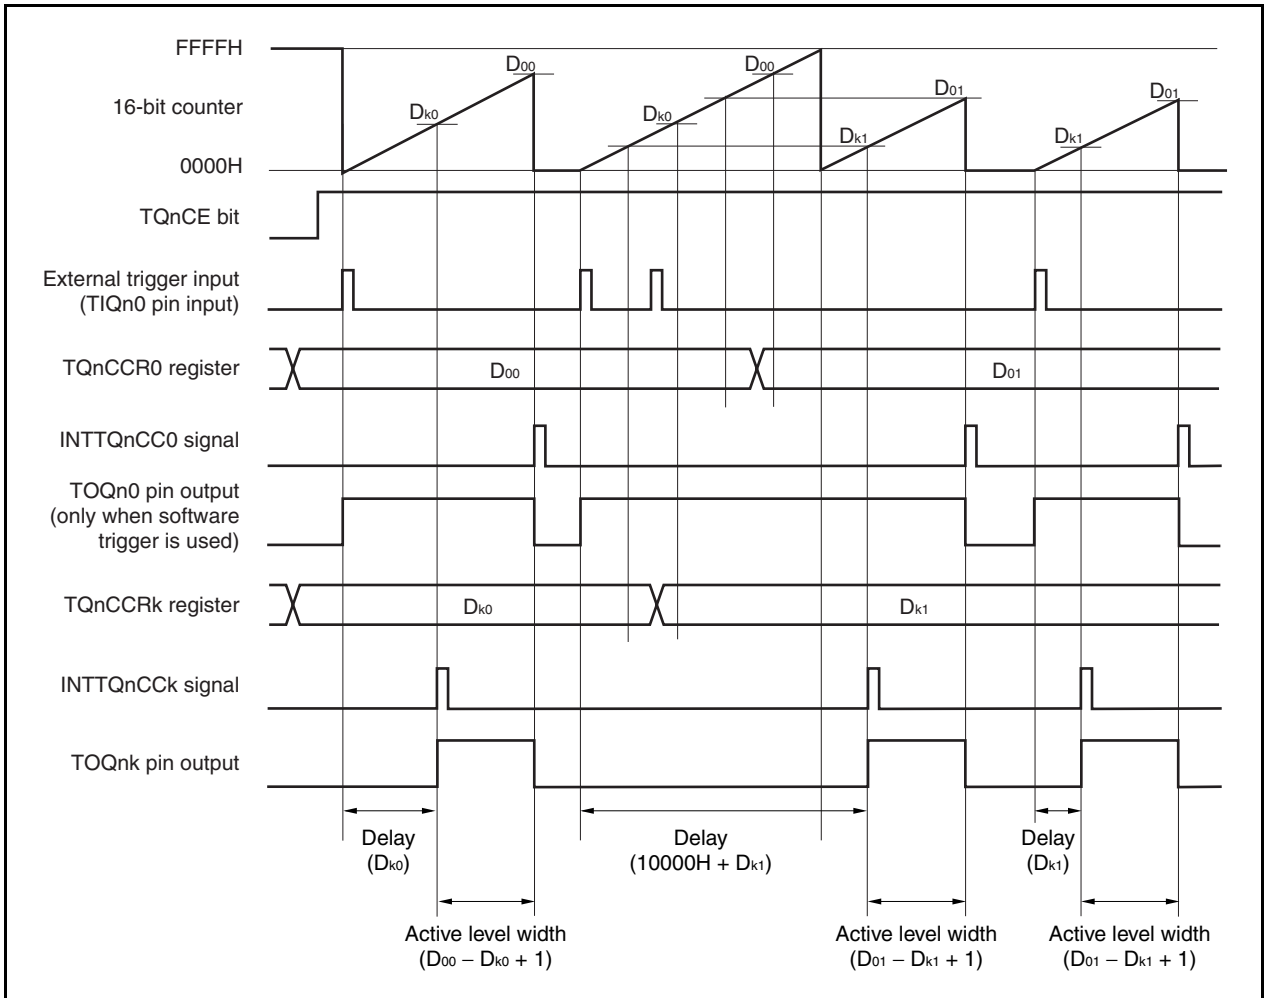 FFFFH
D00
D00
16-bit counter
Dk0
Dk0
D01
D01
Dk1
Dk1
0000H
TQnCE bit
External trigger input
(TIQn0 pin input)
TQnCCR0 register
D00
D01
INTTQnCC0 signal
TOQn0 pin output
(only when software
trigger is used)
TQnCCRk register
Dk0
Dk1
INTTQnCCk signal
TOQnk pin output
Delay
(Dk0)
Delay
(10000H + Dk1)
Delay
(Dk1)
Active level width
(D00 − Dk0 + 1)
Active level width
(D01 − Dk1 + 1)
Active level width
(D01 − Dk1 + 1)